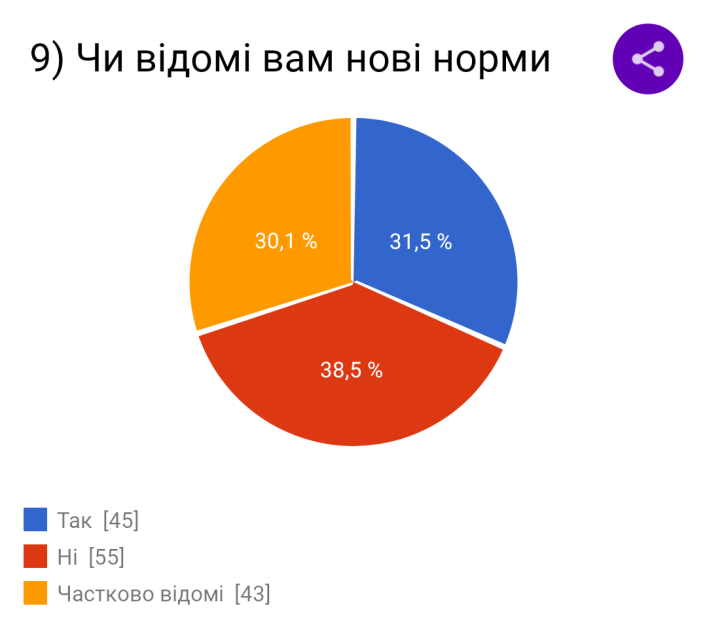 9) Чи відомі вам нові норми
30,1 %
31,5 %
38,5 %
Так [45]
Ні [55]
Частково відомі [43]